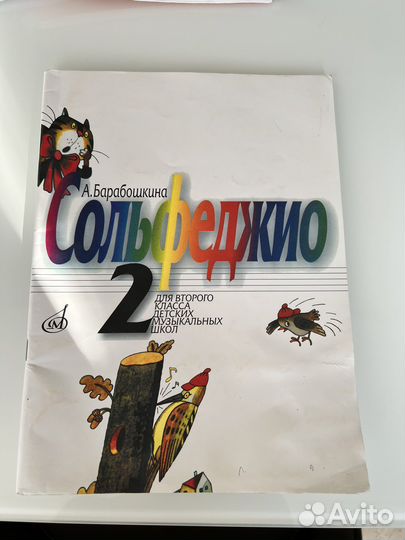 А. Барабошкина
Сольфеджио
2
ДЛЯ ВТОРОГО
КЛАССА
ДЕТСКИХ
МУЗЫКАЛЬНЫХ
ШКОЛ
Avito